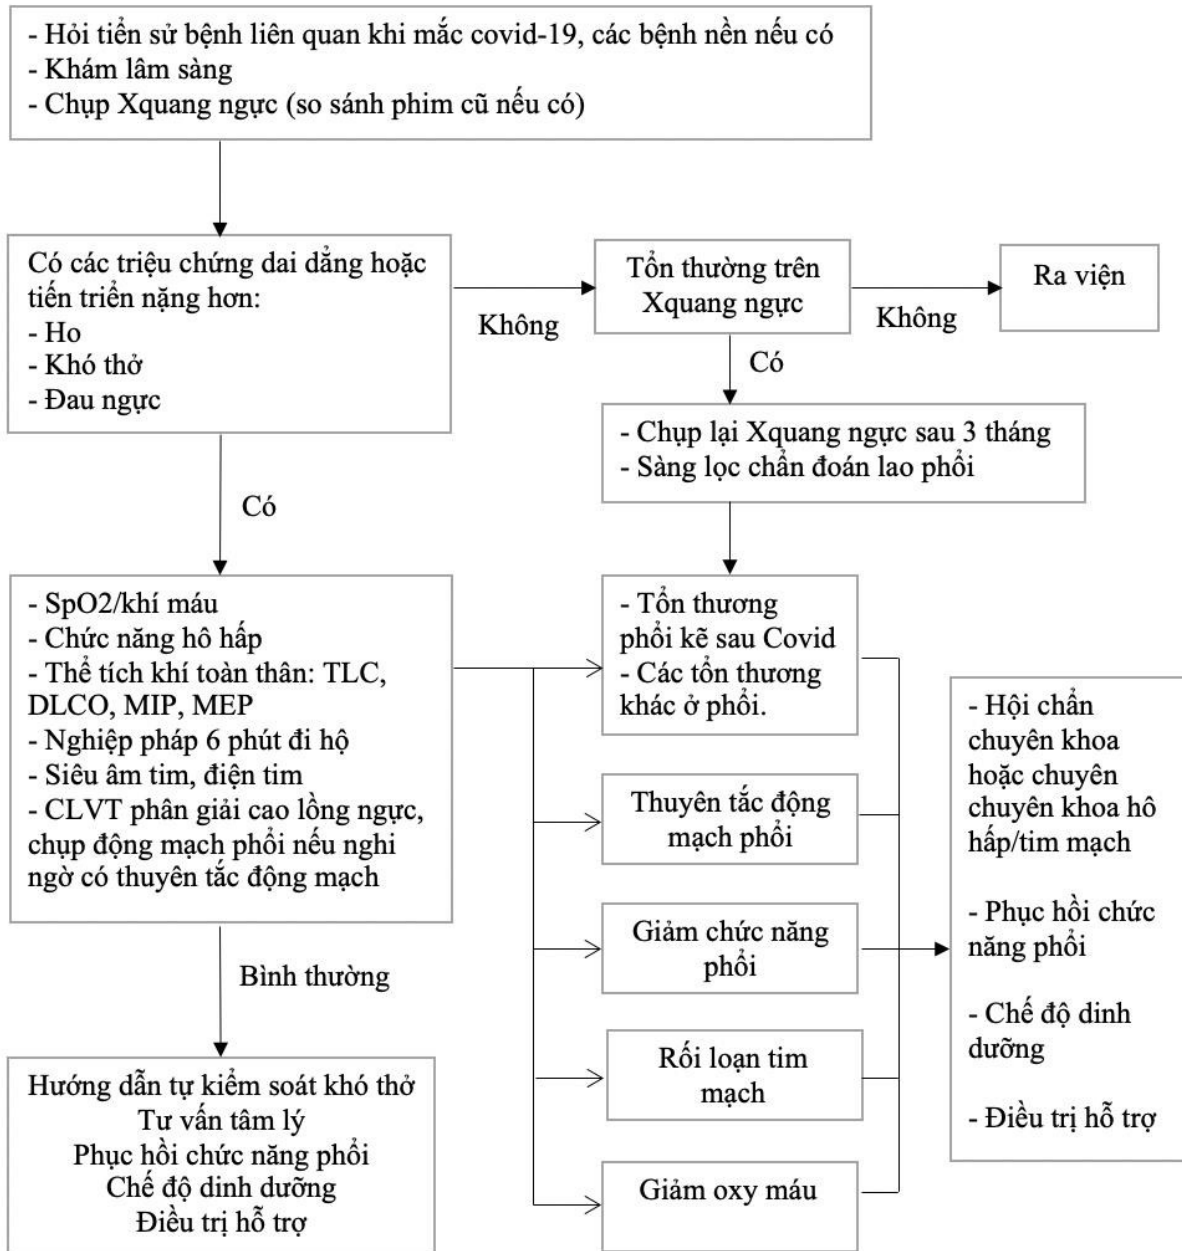 - Hỏi tiền sử bệnh liên quan khi mắc covid-19, các bệnh nền nếu có
- Khám lâm sàng
- Chụp Xquang ngực (so sánh phim cũ nếu có)
Có các triệu chứng dai dẳng hoặc
tiến triển nặng hơn:
- Ho
- Khó thở
- Đau ngực
Không
Tổn thường trên
Xquang ngực
Không
Ra viện
Có
- Chụp lại Xquang ngực sau 3 tháng
- Sàng lọc chẩn đoán lao phổi
Có
- SpO2/khí máu
- Chức năng hô hấp
- Thể tích khí toàn thân: TLC,
DLCO, MIP, MEP
- Nghiệp pháp 6 phút đi hộ
- Siêu âm tim, điện tim
- CLVT phân giải cao lồng ngực,
chụp động mạch phổi nếu nghi
ngờ có thuyên tắc động mạch
- Tổn thương
phổi kẽ sau Covid
- Các tổn thương
khác ở phổi.
Thuyên tắc động
mạch phổi
Giảm chức năng
phổi
Rối loạn tim
mạch
Giảm oxy máu
- Hội chẩn
chuyên khoa
hoặc chuyên
chuyên khoa hô
hấp/tim mạch
- Phục hồi chức
năng phổi
- Chế độ dinh
dưỡng
- Điều trị hỗ trợ
Bình thường
Hướng dẫn tự kiểm soát khó thở
Tư vấn tâm lý
Phục hồi chức năng phổi
Chế độ dinh dưỡng
Điều trị hỗ trợ